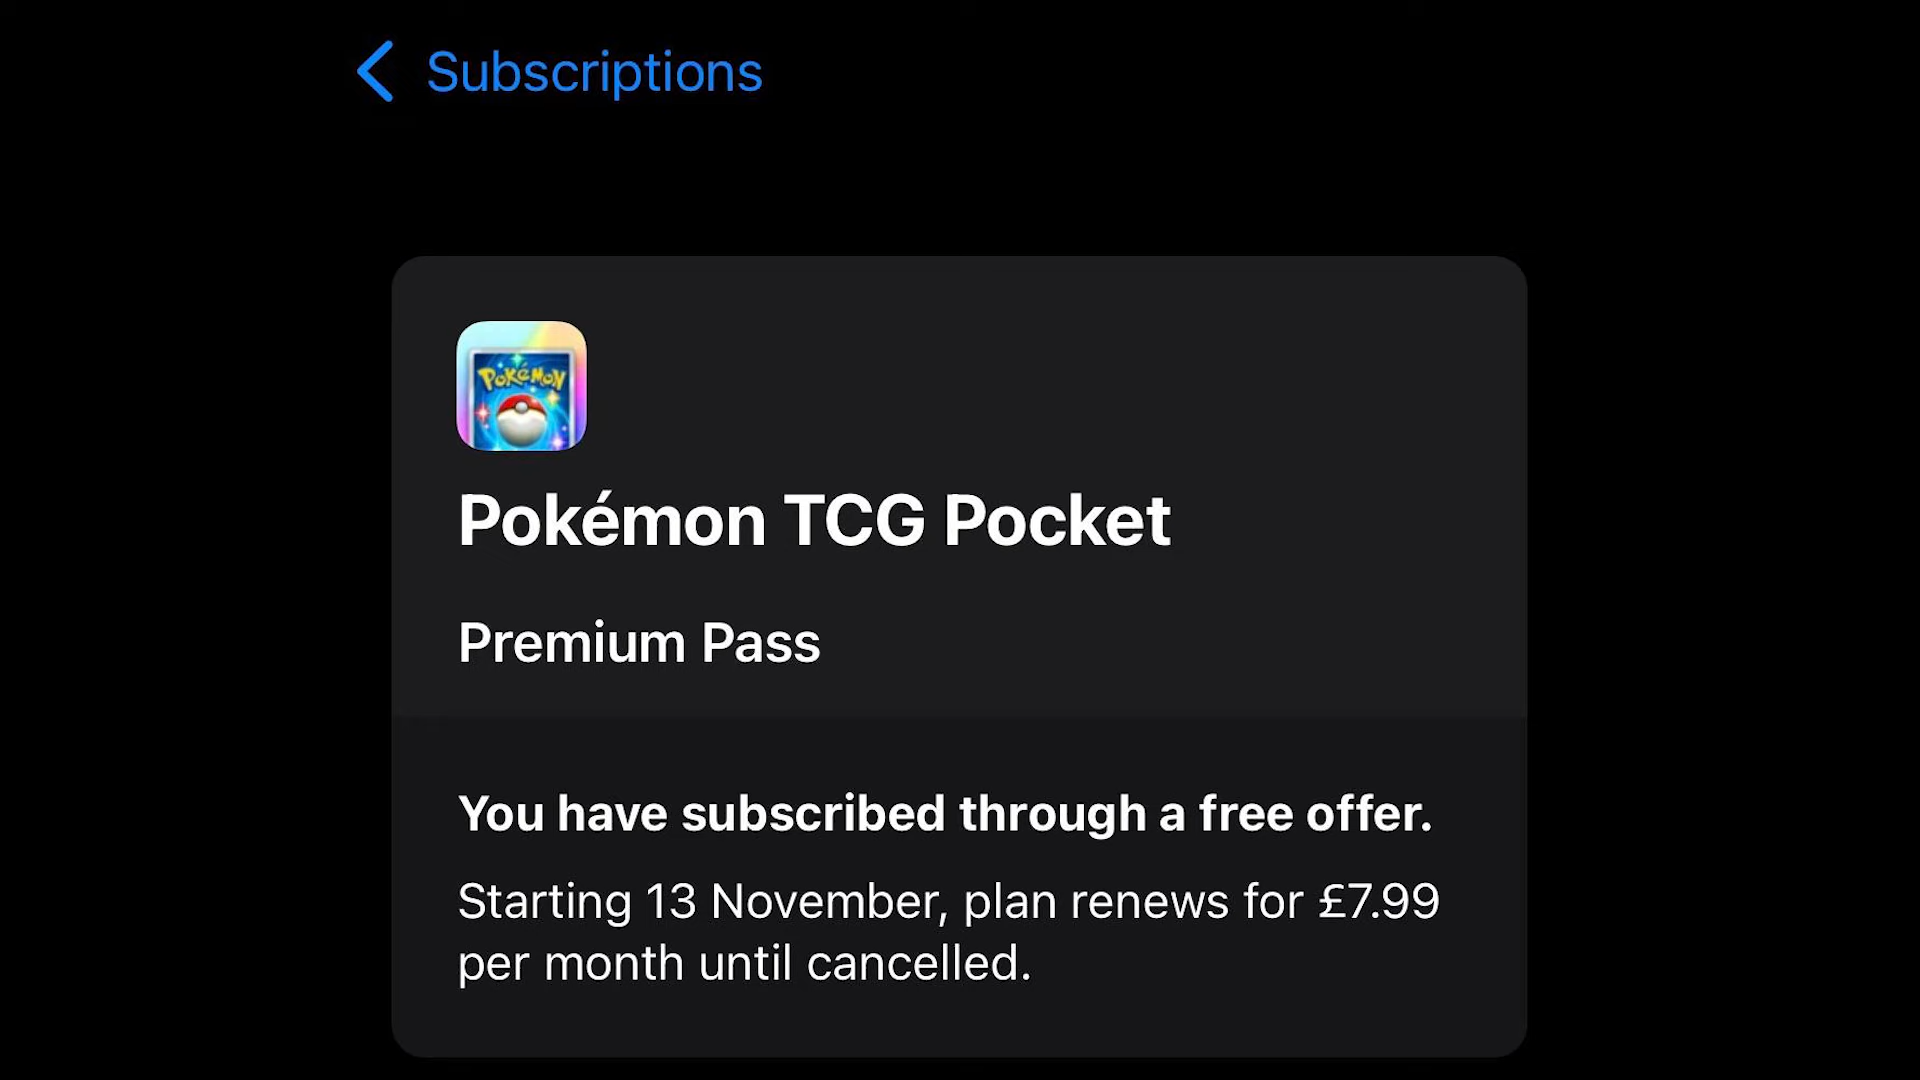 Subscriptions
POKéMON
Pokémon TCG Pocket
Premium Pass
You have subscribed through a free offer.
Starting 13 November, plan renews for £7.99
per month until cancelled.